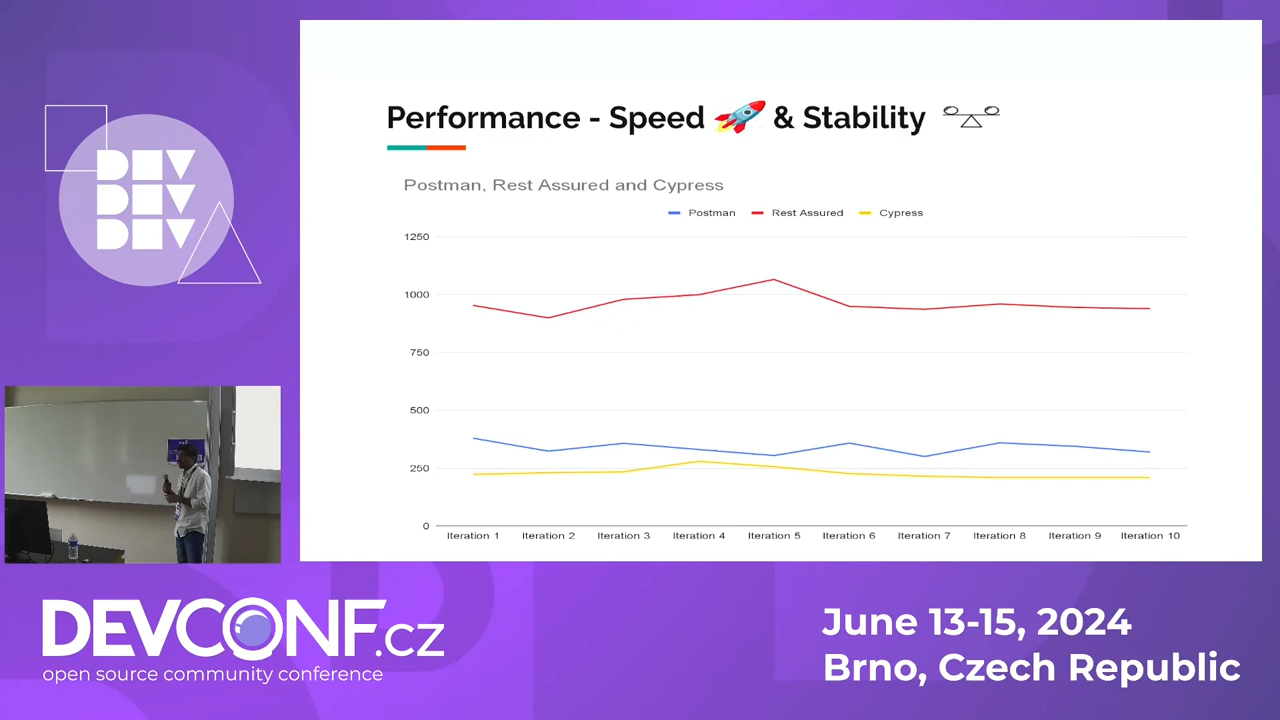 DEV
DEV
DEV
Performance - Speed 🚀 & Stability
Postman, Rest Assured and Cypress
Postman Rest Assured Cypress
1250
1000
750
500
250
0
Iteration 1 Iteration 2 Iteration 3 Iteration 4 Iteration 5 Iteration 6 Iteration 7 Iteration 8 Iteration 9 Iteration 10
DEVCONF.cz
open source community conference
June 13-15, 2024
Brno, Czech Republic